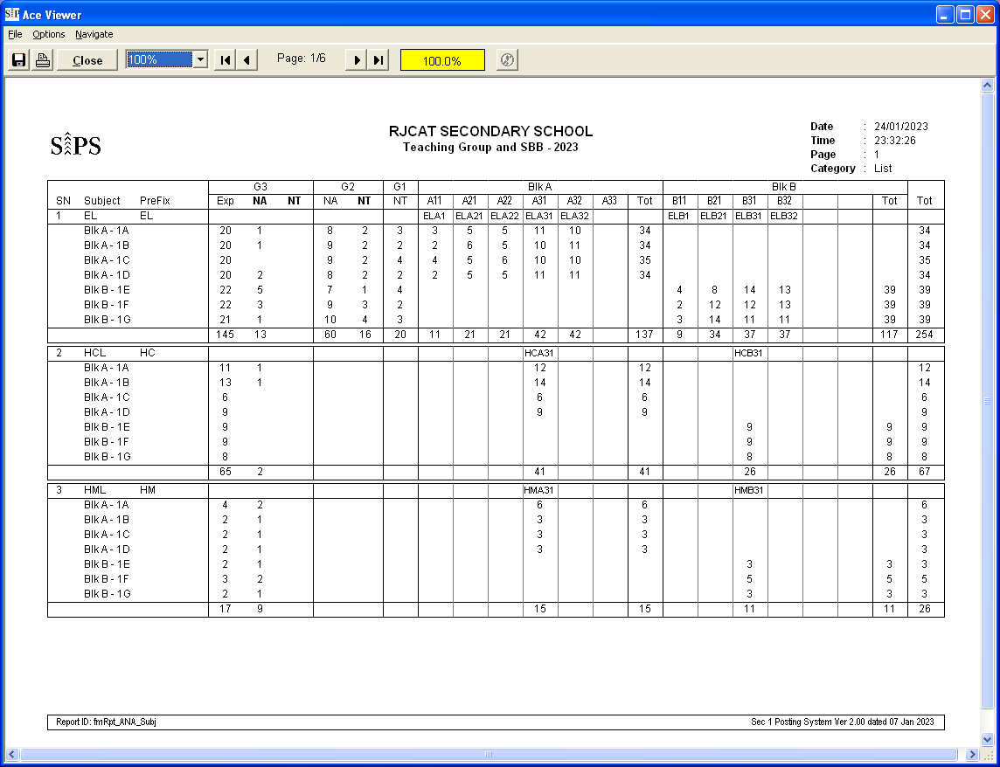 SIPS Ace Viewer
File Options Navigate
Close 100% Page: 1/6 100.0%
SIPS
RJCAT SECONDARY SCHOOL
Teaching Group and SBB - 2023
Date : 24/01/2023
Time : 23:32:26
Page : 1
Category : List
G3 G2 G1 Blk A Blk B
SN Subject PreFix Exp NA NT NA NT NT A11 A21 A22 A31 A32 A33 Tot B11 B21 B31 B32 Tot Tot
1 EL EL ELA1 ELA21 ELA22 ELA31 ELA32 ELB1 ELB21 ELB31 ELB32
Blk A - 1A 20 1 8 2 3 3 5 5 11 10 34 34
Blk A - 1B 20 1 9 2 2 2 6 5 10 11 34 34
Blk A - 1C 20 9 2 4 4 5 6 10 10 35 35
Blk A - 1D 20 2 8 2 2 2 5 5 11 11 34 34
Blk B - 1E 22 5 7 1 4 4 8 14 13 39 39
Blk B - 1F 22 3 9 3 2 2 12 12 13 39 39
Blk B - 1G 21 1 10 4 3 3 14 11 11 39 39
145 13 60 16 20 11 21 21 42 42 137 9 34 37 37 117 254
2 HCL HC HCA31 HCB31
Blk A - 1A 11 1 12 12 12
Blk A - 1B 13 1 14 14 14
Blk A - 1C 6 6 6 6
Blk A - 1D 9 9 9 9
Blk B - 1E 9 9 9 9
Blk B - 1F 9 9 9 9
Blk B - 1G 8 8 8 8
65 2 41 41 26 26 67
3 HML HM HMA31 HMB31
Blk A - 1A 4 2 6 6 6
Blk A - 1B 2 1 3 3 3
Blk A - 1C 2 1 3 3 3
Blk A - 1D 2 1 3 3 3
Blk B - 1E 2 1 3 3 3
Blk B - 1F 3 2 5 5 5
Blk B - 1G 2 1 3 3 3
17 9 15 15 11 11 26
Report ID: fmRpt_ANA_Subj Sec 1 Posting System Ver 2.00 dated 07 Jan 2023